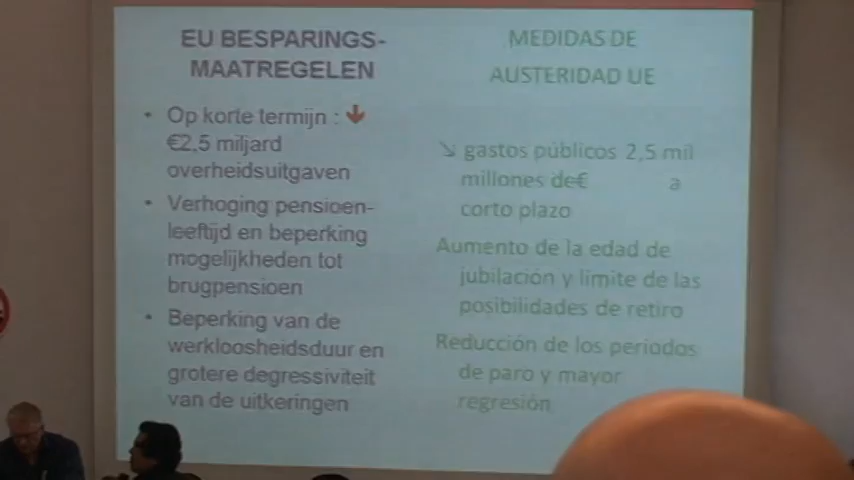 EU BESPARINGS-
MAATREGELEN
• Op korte termijn :
€2,5 miljard
overheidsuitgaven
• Verhoging pensioen-
leeftijd en beperking
mogelijkheden tot
brugpensioen
• Beperking van de
werkloosheidsduur en
grotere degressiviteit
van de uitkeringen
MEDIDAS DE
AUSTERIDAD UE
↘ gastos públicos 2,5 mil
millones de€ a
corto plazo
Aumento de la edad de
jubilación y límite de las
posibilidades de retiro
Reducción de los periodos
de paro y mayor
regresión